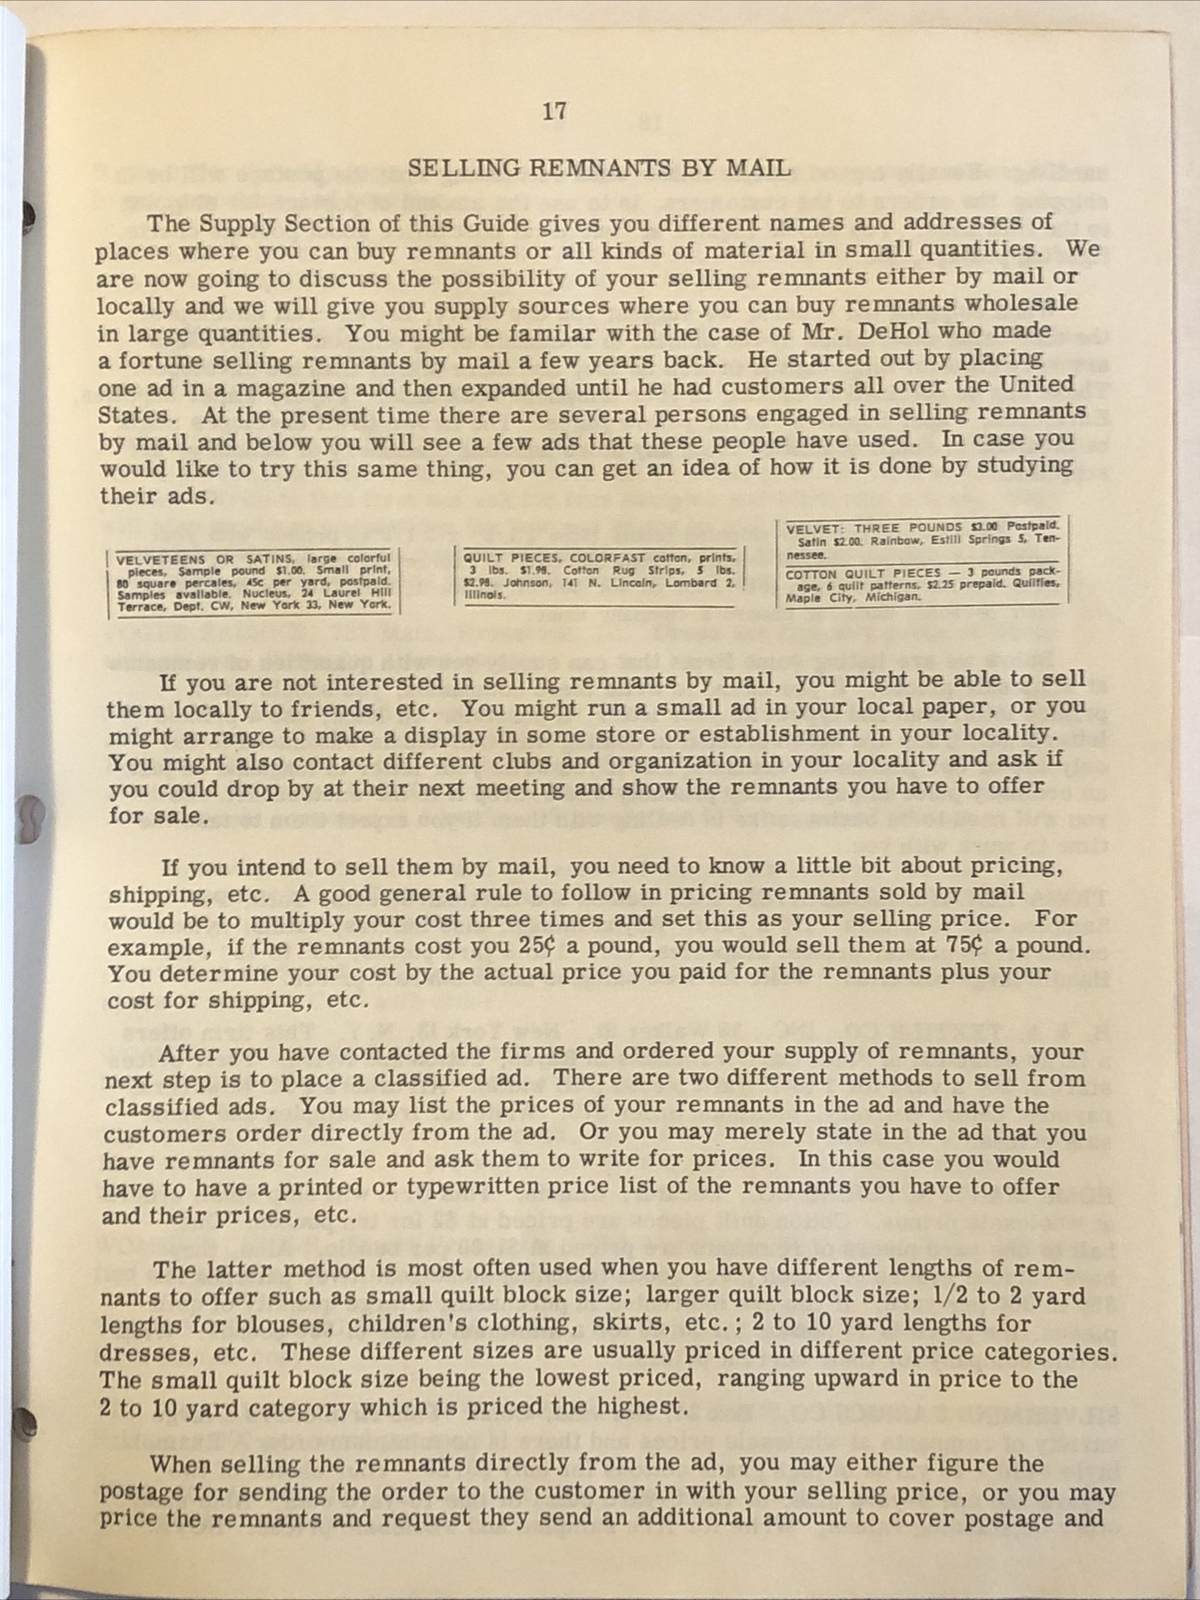 17
SELLING REMNANTS BY MAIL
The Supply Section of this Guide gives you different names and addresses of
places where you can buy remnants or all kinds of material in small quantities. We
are now going to discuss the possibility of your selling remnants either by mail or
locally and we will give you supply sources where you can buy remnants wholesale
in large quantities. You might be familar with the case of Mr. DeHol who made
a fortune selling remnants by mail a few years back. He started out by placing
one ad in a magazine and then expanded until he had customers all over the United
States. At the present time there are several persons engaged in selling remnants
by mail and below you will see a few ads that these people have used. In case you
would like to try this same thing, you can get an idea of how it is done by studying
their ads.
VELVETEENS OR SATINS, large colorful
pieces, Sample pound $1.00. Small print,
80 square percales, 45c per yard, postpaid.
Samples available. Nucleus, 24 Laurel Hill
Terrace, Dept. CW, New York 33, New York.
QUILT PIECES, COLORFAST cotton, prints,
3 lbs. $1.98. Cotton Rug Strips, 5 lbs.
$2.98. Johnson, 141 N. Lincoln, Lombard 2,
Illinois.
VELVET: THREE POUNDS $3.00 Postpaid.
Satin $2.00. Rainbow, Estill Springs 5, Ten-
nessee.
COTTON QUILT PIECES — 3 pounds pack-
age, 6 quilt patterns, $2.25 prepaid. Quilties,
Maple City, Michigan.
If you are not interested in selling remnants by mail, you might be able to sell
them locally to friends, etc. You might run a small ad in your local paper, or you
might arrange to make a display in some store or establishment in your locality.
You might also contact different clubs and organization in your locality and ask if
you could drop by at their next meeting and show the remnants you have to offer
for sale.
If you intend to sell them by mail, you need to know a little bit about pricing,
shipping, etc. A good general rule to follow in pricing remnants sold by mail
would be to multiply your cost three times and set this as your selling price. For
example, if the remnants cost you 25¢ a pound, you would sell them at 75¢ a pound.
You determine your cost by the actual price you paid for the remnants plus your
cost for shipping, etc.
After you have contacted the firms and ordered your supply of remnants, your
next step is to place a classified ad. There are two different methods to sell from
classified ads. You may list the prices of your remnants in the ad and have the
customers order directly from the ad. Or you may merely state in the ad that you
have remnants for sale and ask them to write for prices. In this case you would
have to have a printed or typewritten price list of the remnants you have to offer
and their prices, etc.
The latter method is most often used when you have different lengths of rem-
nants to offer such as small quilt block size; larger quilt block size; 1/2 to 2 yard
lengths for blouses, children's clothing, skirts, etc.; 2 to 10 yard lengths for
dresses, etc. These different sizes are usually priced in different price categories.
The small quilt block size being the lowest priced, ranging upward in price to the
2 to 10 yard category which is priced the highest.
When selling the remnants directly from the ad, you may either figure the
postage for sending the order to the customer in with your selling price, or you may
price the remnants and request they send an additional amount to cover postage and